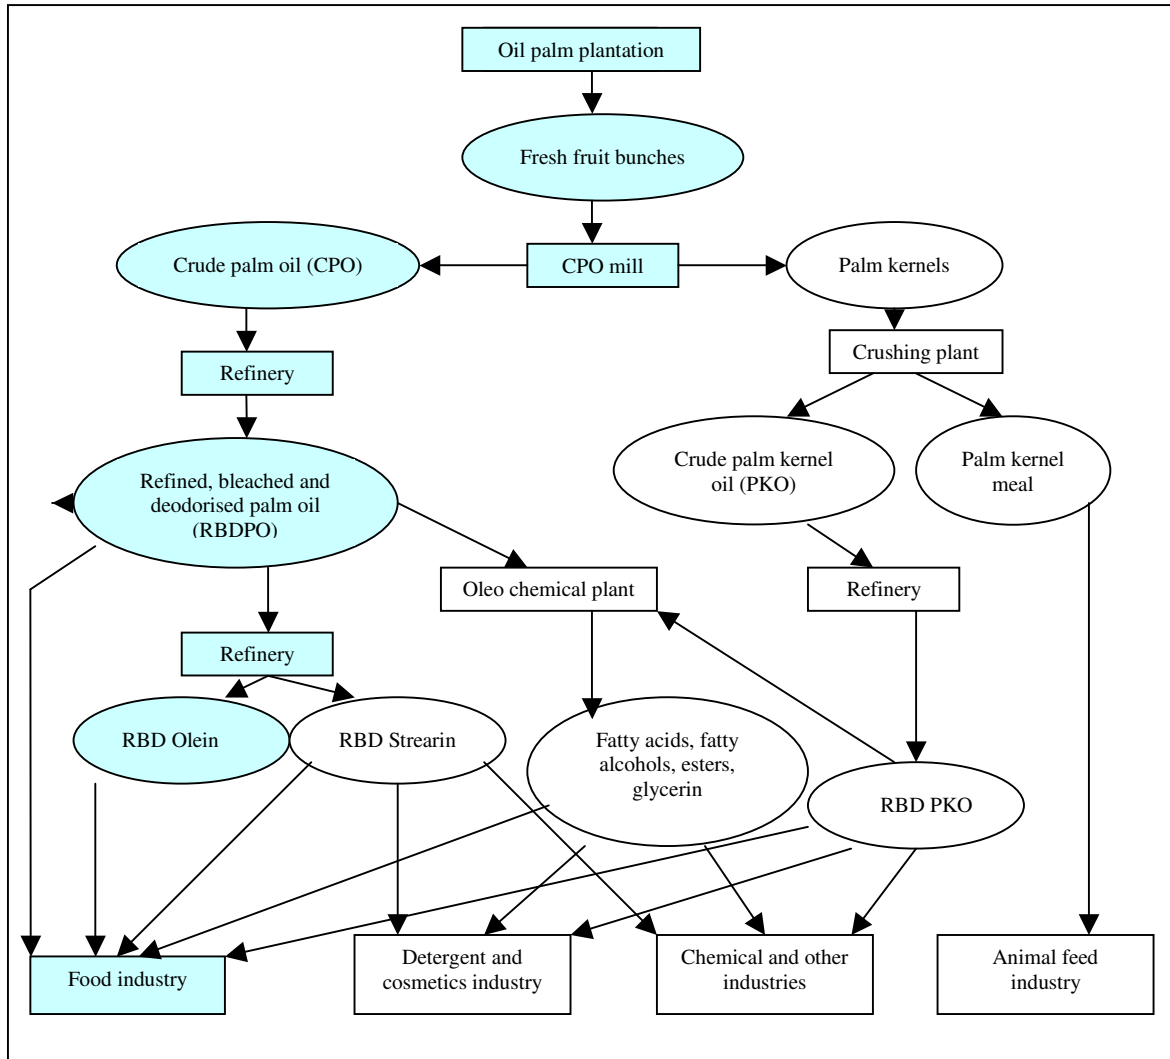 Oil palm plantation
Fresh fruit bunches
Crude palm oil (CPO)
CPO mill
Palm kernels
Refinery
Crushing plant
Refined, bleached and
deodorised palm oil
(RBDPO)
Crude palm kernel
oil (PKO)
Palm kernel
meal
Oleo chemical plant
Refinery
Refinery
RBD Olein
RBD Strearin
Fatty acids, fatty
alcohols, esters,
glycerin
RBD PKO
Food industry
Detergent and
cosmetics industry
Chemical and other
industries
Animal feed
industry